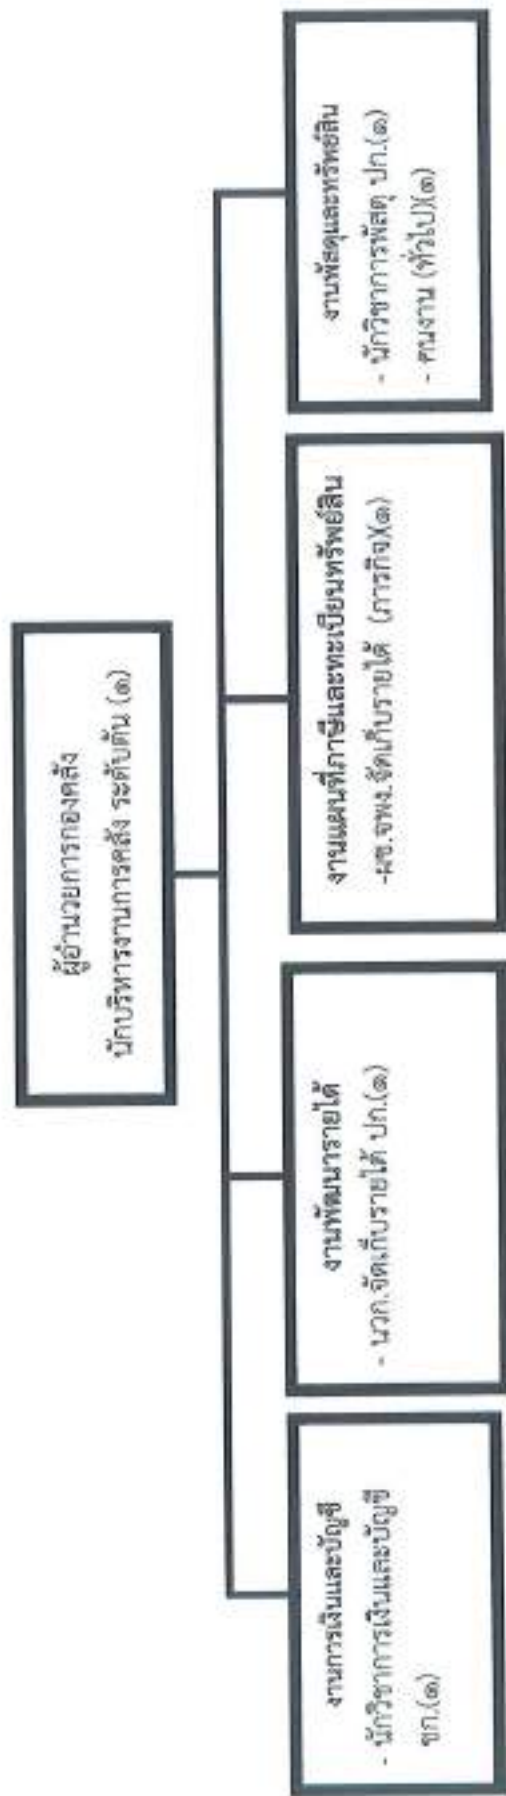 ผู้อำนวยการกองคลัง
นักบริหารงานการคลัง ระดับต้น (๑)
งานการเงินและบัญชี
- นักวิชาการเงินและบัญชี
ชก.(๑)
งานพัฒนารายได้
- นวก.จัดเก็บรายได้ ปก.(๑)
งานแผนที่ภาษีและทะเบียนทรัพย์สิน
-ผช.จพง.จัดเก็บรายได้ (ภารกิจ)(๑)
งานพัสดุและทรัพย์สิน
- นักวิชาการพัสดุ ปก.(๑)
- คนงาน (ทั่วไป)(๑)